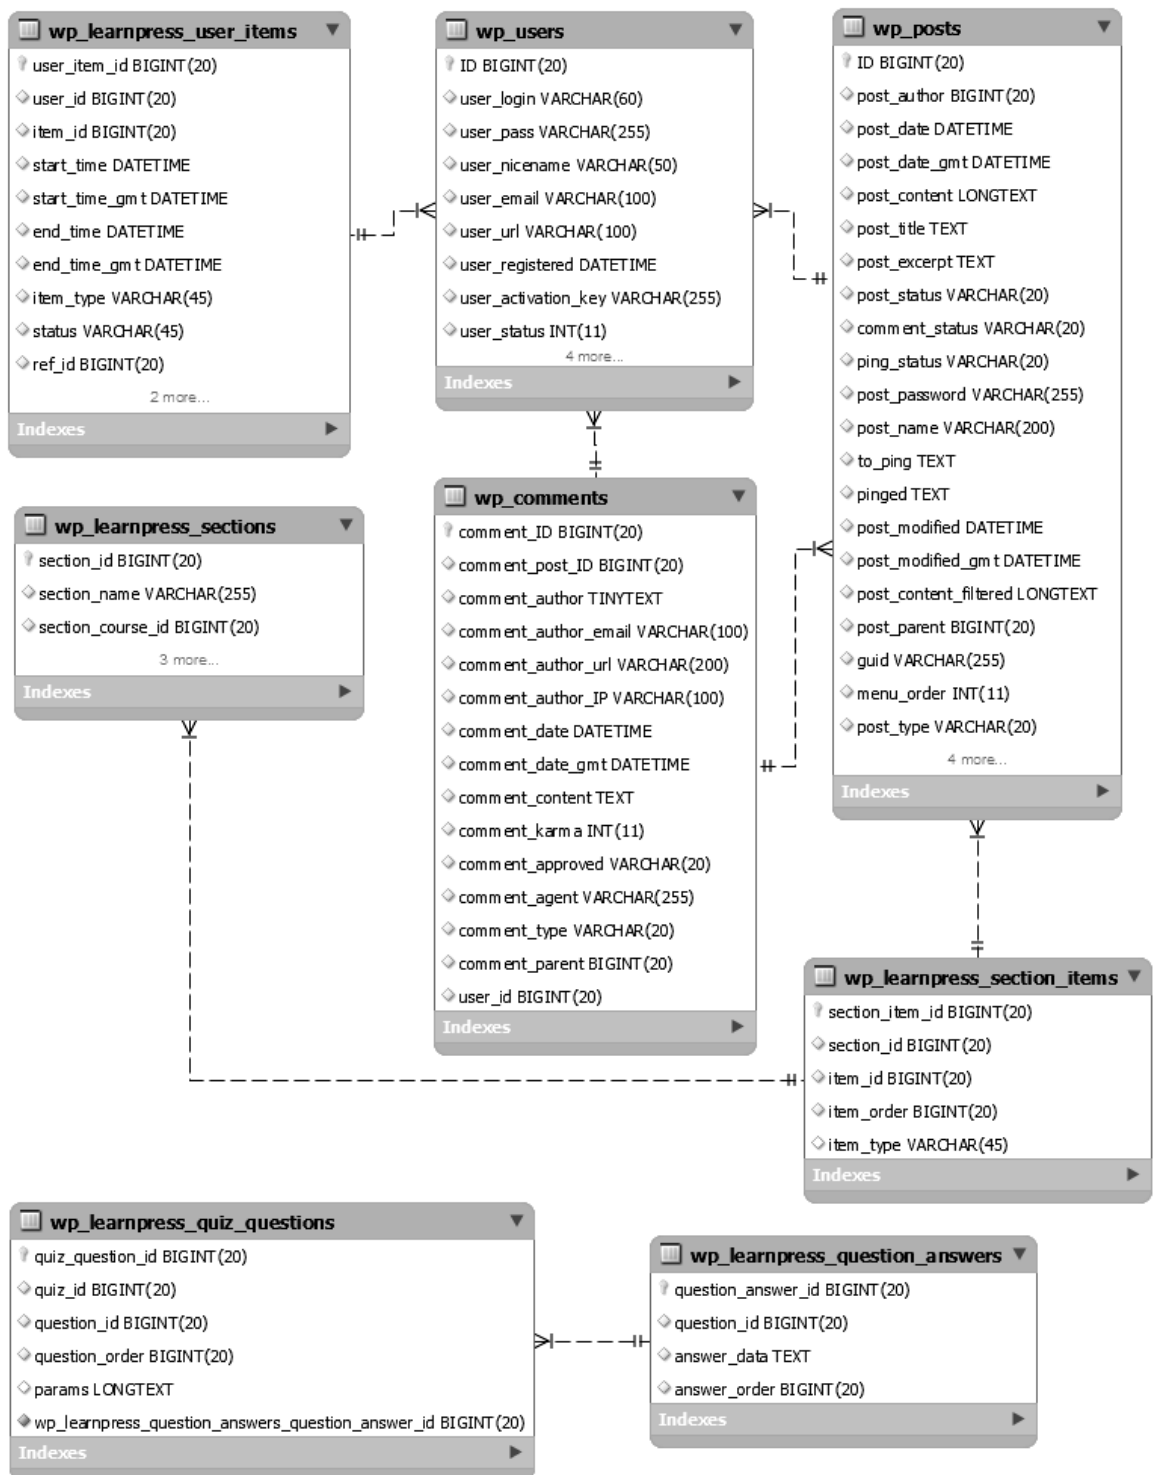 wp_learnpress_user_items
user_item_id BIGINT(20)
user_id BIGINT(20)
item_id BIGINT(20)
start_time DATETIME
start_time_gmt DATETIME
end_time DATETIME
end_time_gmt DATETIME
item_type VARCHAR(45)
status VARCHAR(45)
ref_id BIGINT(20)
2 more...
Indexes
wp_users
ID BIGINT(20)
user_login VARCHAR(60)
user_pass VARCHAR(255)
user_nicename VARCHAR(50)
user_email VARCHAR(100)
user_url VARCHAR(100)
user_registered DATETIME
user_activation_key VARCHAR(255)
user_status INT(11)
4 more...
Indexes
wp_posts
ID BIGINT(20)
post_author BIGINT(20)
post_date DATETIME
post_date_gmt DATETIME
post_content LONGTEXT
post_title TEXT
post_excerpt TEXT
post_status VARCHAR(20)
comment_status VARCHAR(20)
ping_status VARCHAR(20)
post_password VARCHAR(255)
post_name VARCHAR(200)
to_ping TEXT
pinged TEXT
post_modified DATETIME
post_modified_gmt DATETIME
post_content_filtered LONGTEXT
post_parent BIGINT(20)
guid VARCHAR(255)
menu_order INT(11)
post_type VARCHAR(20)
4 more...
Indexes
wp_learnpress_sections
section_id BIGINT(20)
section_name VARCHAR(255)
section_course_id BIGINT(20)
3 more...
Indexes
wp_comments
comment_ID BIGINT(20)
comment_post_ID BIGINT(20)
comment_author TINYTEXT
comment_author_email VARCHAR(100)
comment_author_url VARCHAR(200)
comment_author_IP VARCHAR(100)
comment_date DATETIME
comment_date_gmt DATETIME
comment_content TEXT
comment_karma INT(11)
comment_approved VARCHAR(20)
comment_agent VARCHAR(255)
comment_type VARCHAR(20)
comment_parent BIGINT(20)
user_id BIGINT(20)
Indexes
wp_learnpress_section_items
section_item_id BIGINT(20)
section_id BIGINT(20)
item_id BIGINT(20)
item_order BIGINT(20)
item_type VARCHAR(45)
Indexes
wp_learnpress_quiz_questions
quiz_question_id BIGINT(20)
quiz_id BIGINT(20)
question_id BIGINT(20)
question_order BIGINT(20)
params LONGTEXT
wp_learnpress_question_answers_question_answer_id BIGINT(20)
Indexes
wp_learnpress_question_answers
question_answer_id BIGINT(20)
question_id BIGINT(20)
answer_data TEXT
answer_order BIGINT(20)
Indexes